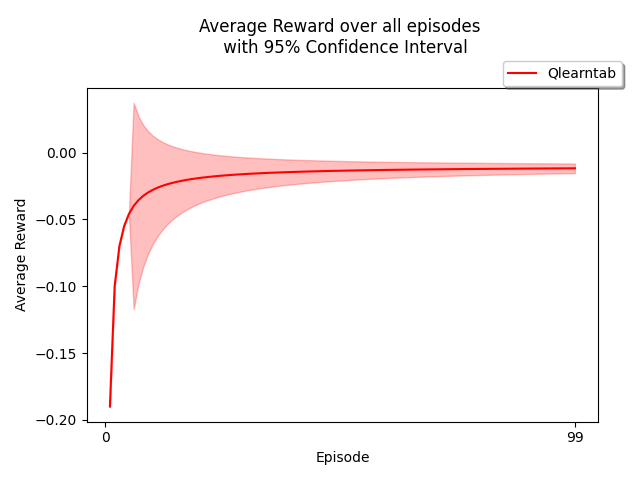 Average Reward over all episodes
with 95% Confidence Interval
Qlearntab
0.00
−0.05
−0.10
−0.15
−0.20
Average Reward
0
99
Episode